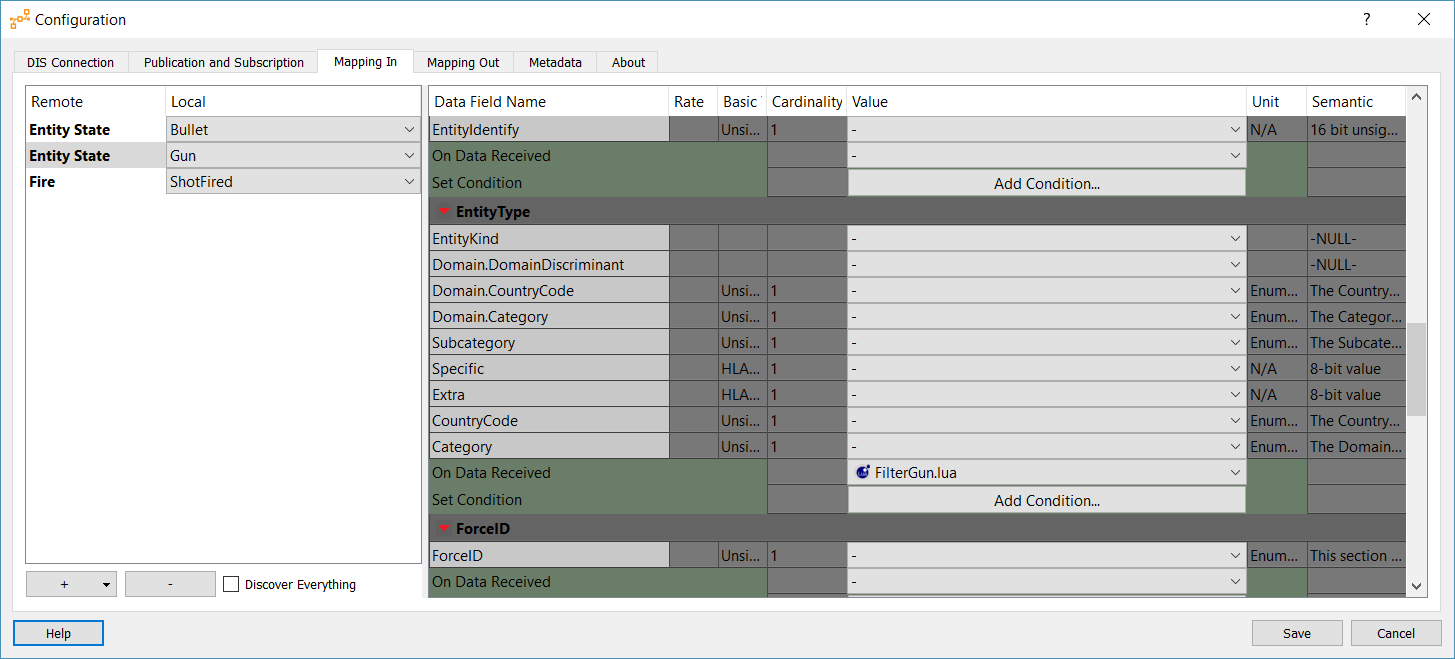 Configuration
?
DIS Connection Publication and Subscription Mapping In Mapping Out Metadata About
Remote Local
Entity State Bullet
Entity State Gun
Fire ShotFired
+ - Discover Everything
Data Field Name Rate Basic Cardinality Value Unit Semantic
EntityIdentify Unsi... 1 - N/A 16 bit unsig...
On Data Received -
Set Condition Add Condition...
EntityType
EntityKind - -NULL-
Domain.DomainDiscriminant - -NULL-
Domain.CountryCode Unsi... 1 - Enum... The Country...
Domain.Category Unsi... 1 - Enum... The Categor...
Subcategory Unsi... 1 - Enum... The Subcate...
Specific HLA... 1 - N/A 8-bit value
Extra HLA... 1 - N/A 8-bit value
CountryCode Unsi... 1 - Enum... The Country...
Category Unsi... 1 - Enum... The Domain...
On Data Received FilterGun.lua
Set Condition Add Condition...
ForceID
ForceID Unsi... 1 - Enum... This section ...
On Data Received -
Help Save Cancel